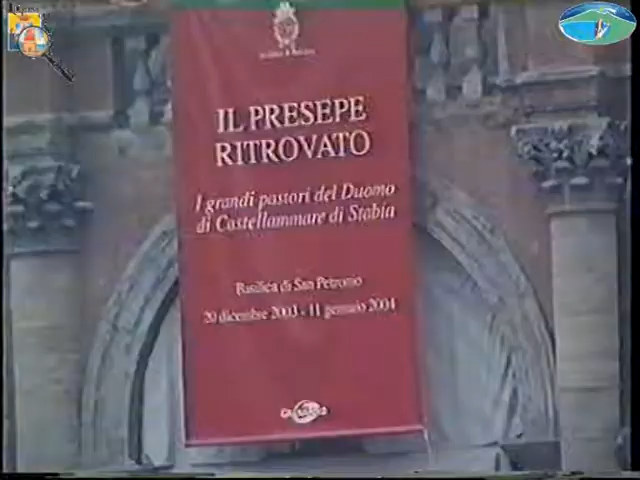 IL PRESEPE
RITROVATO
I grandi pastori del Duomo
di Castellammare di Stabia
Basilica di San Petronio
20 dicembre 2003 - 11 gennaio 2004